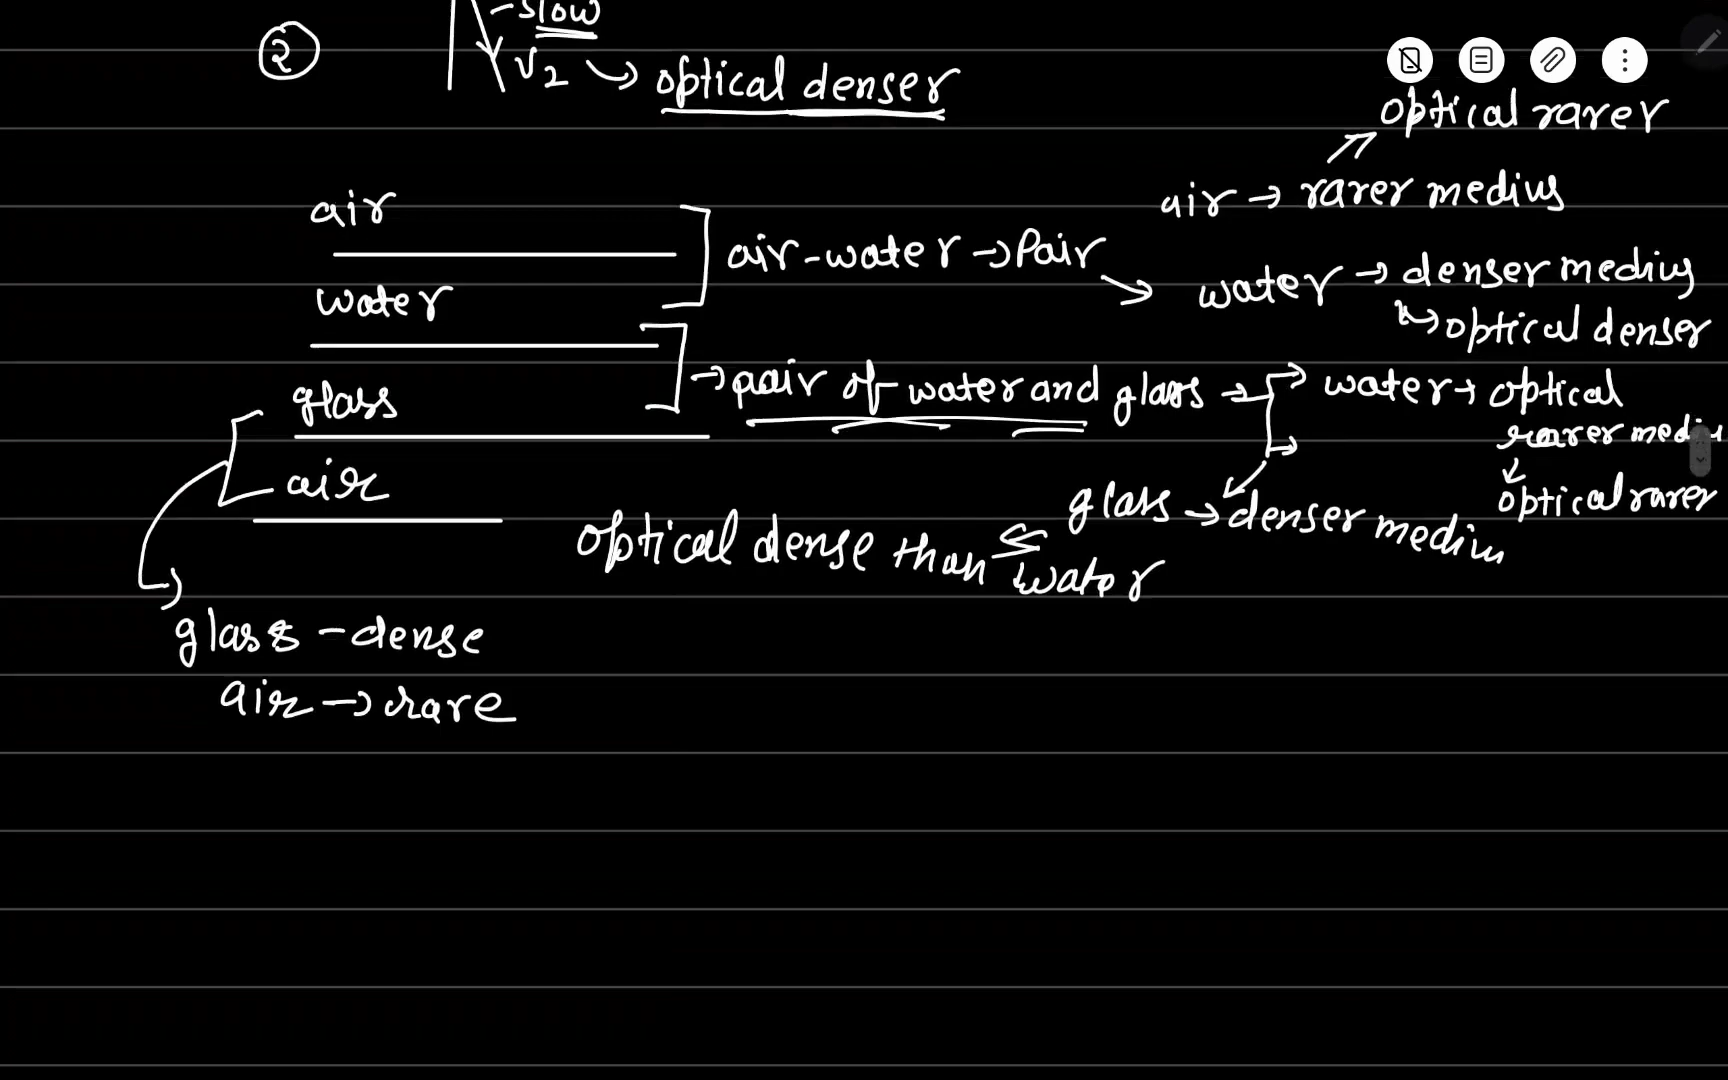 -slow
②
v2 → optical denser
optical rarer
air → rarer medium
air
air-water → Pair
water → denser medium
water
→ optical denser
→ pair of water and glass → water → optical
rarer medium
glass
optical rarer
air
glass → denser medium
optical dense than water
glass - dense
air → rare